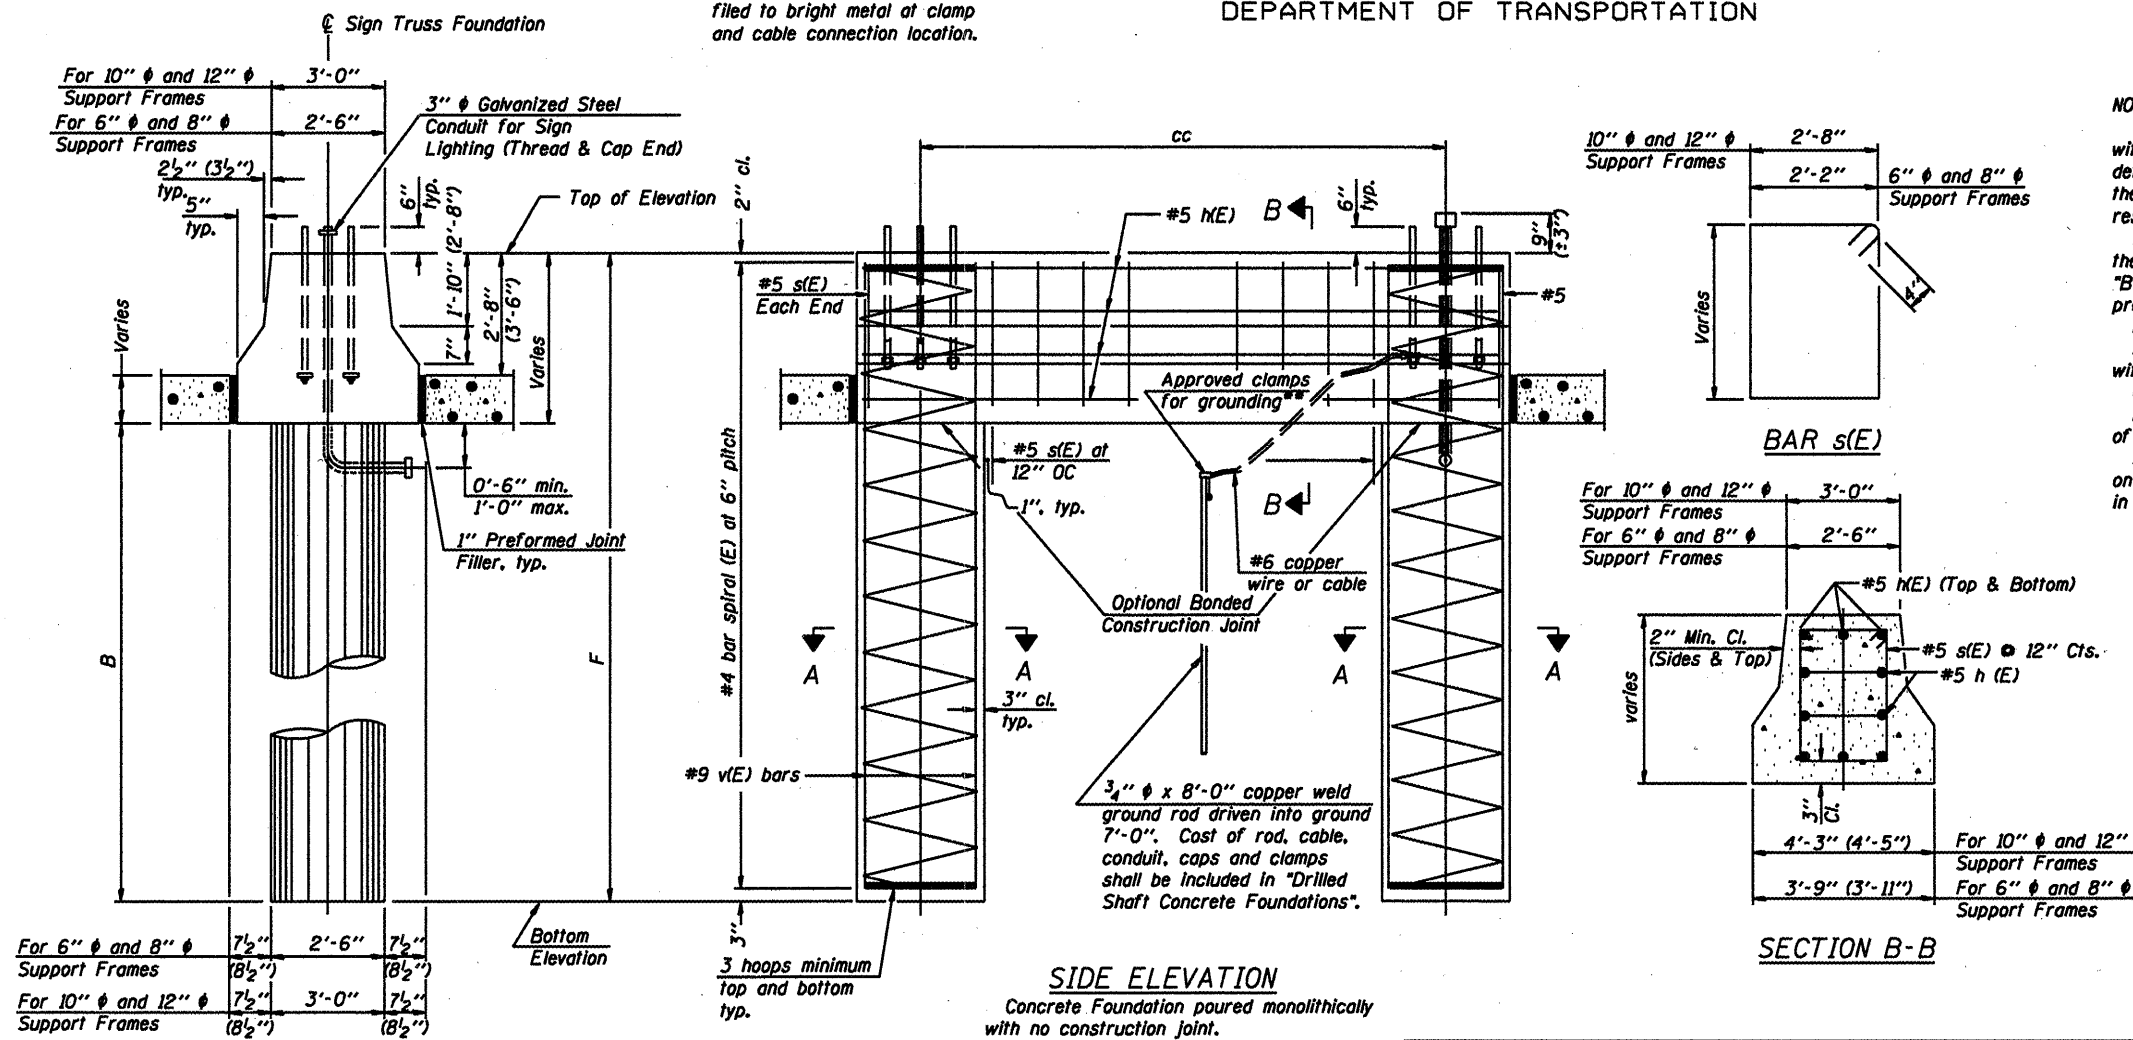 ℄ Sign Truss Foundation
filed to bright metal at clamp
and cable connection location.
DEPARTMENT OF TRANSPORTATION
For 10" ϕ and 12" ϕ
Support Frames
3'-0"
For 6" ϕ and 8" ϕ
Support Frames
2'-6"
2½" (3½")
typ.
5"
typ.
3" ϕ Galvanized Steel
Conduit for Sign
Lighting (Thread & Cap End)
6"
typ.
Top of Elevation
1'-10" (2'-8")
7"
2'-8"
(3'-6")
Varies
Varies
B
F
0'-6" min.
1'-0" max.
1" Preformed Joint
Filler, typ.
Bottom
Elevation
For 6" ϕ and 8" ϕ
Support Frames
7½"
(8½")
2'-6"
7½"
(8½")
For 10" ϕ and 12" ϕ
Support Frames
7½"
(8½")
3'-0"
7½"
(8½")
2" cl.
cc
#5 h(E)
B
6"
typ.
9"
(±3")
#5 s(E)
Each End
#5
Approved clamps
for grounding**
#5 s(E) at
12" OC
1", typ.
B
#6 copper
wire or cable
Optional Bonded
Construction Joint
#4 bar spiral (E) at 6" pitch
A
A
A
A
3" cl.
typ.
#9 v(E) bars
¾" ϕ x 8'-0" copper weld
ground rod driven into ground
7'-0". Cost of rod, cable,
conduit, caps and clamps
shall be included in "Drilled
Shaft Concrete Foundations".
3"
3 hoops minimum
top and bottom
typ.
SIDE ELEVATION
Concrete Foundation poured monolithically
with no construction joint.
10" ϕ and 12" ϕ
Support Frames
2'-8"
2'-2"
6" ϕ and 8" ϕ
Support Frames
Varies
4"
BAR s(E)
For 10" ϕ and 12" ϕ
Support Frames
3'-0"
For 6" ϕ and 8" ϕ
Support Frames
2'-6"
#5 h(E) (Top & Bottom)
2" Min. Cl.
(Sides & Top)
#5 s(E) @ 12" Cts.
#5 h (E)
varies
3"
Cl.
4'-3" (4'-5")
For 10" ϕ and 12"
Support Frames
3'-9" (3'-11")
For 6" ϕ and 8" ϕ
Support Frames
SECTION B-B
of
on
in